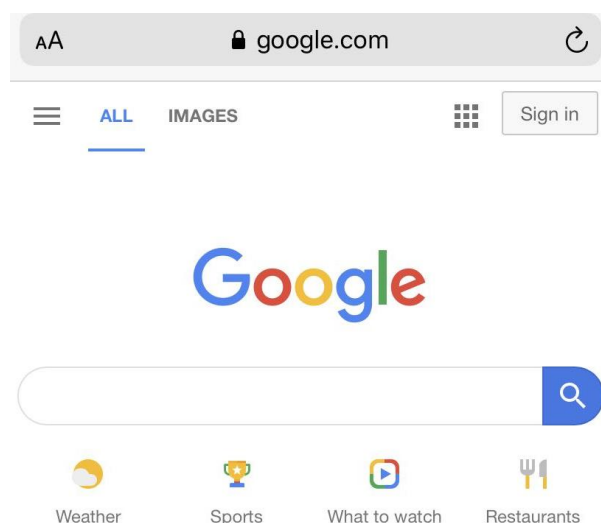 AA google.com
ALL IMAGES Sign in
Google
Weather Sports What to watch Restaurants